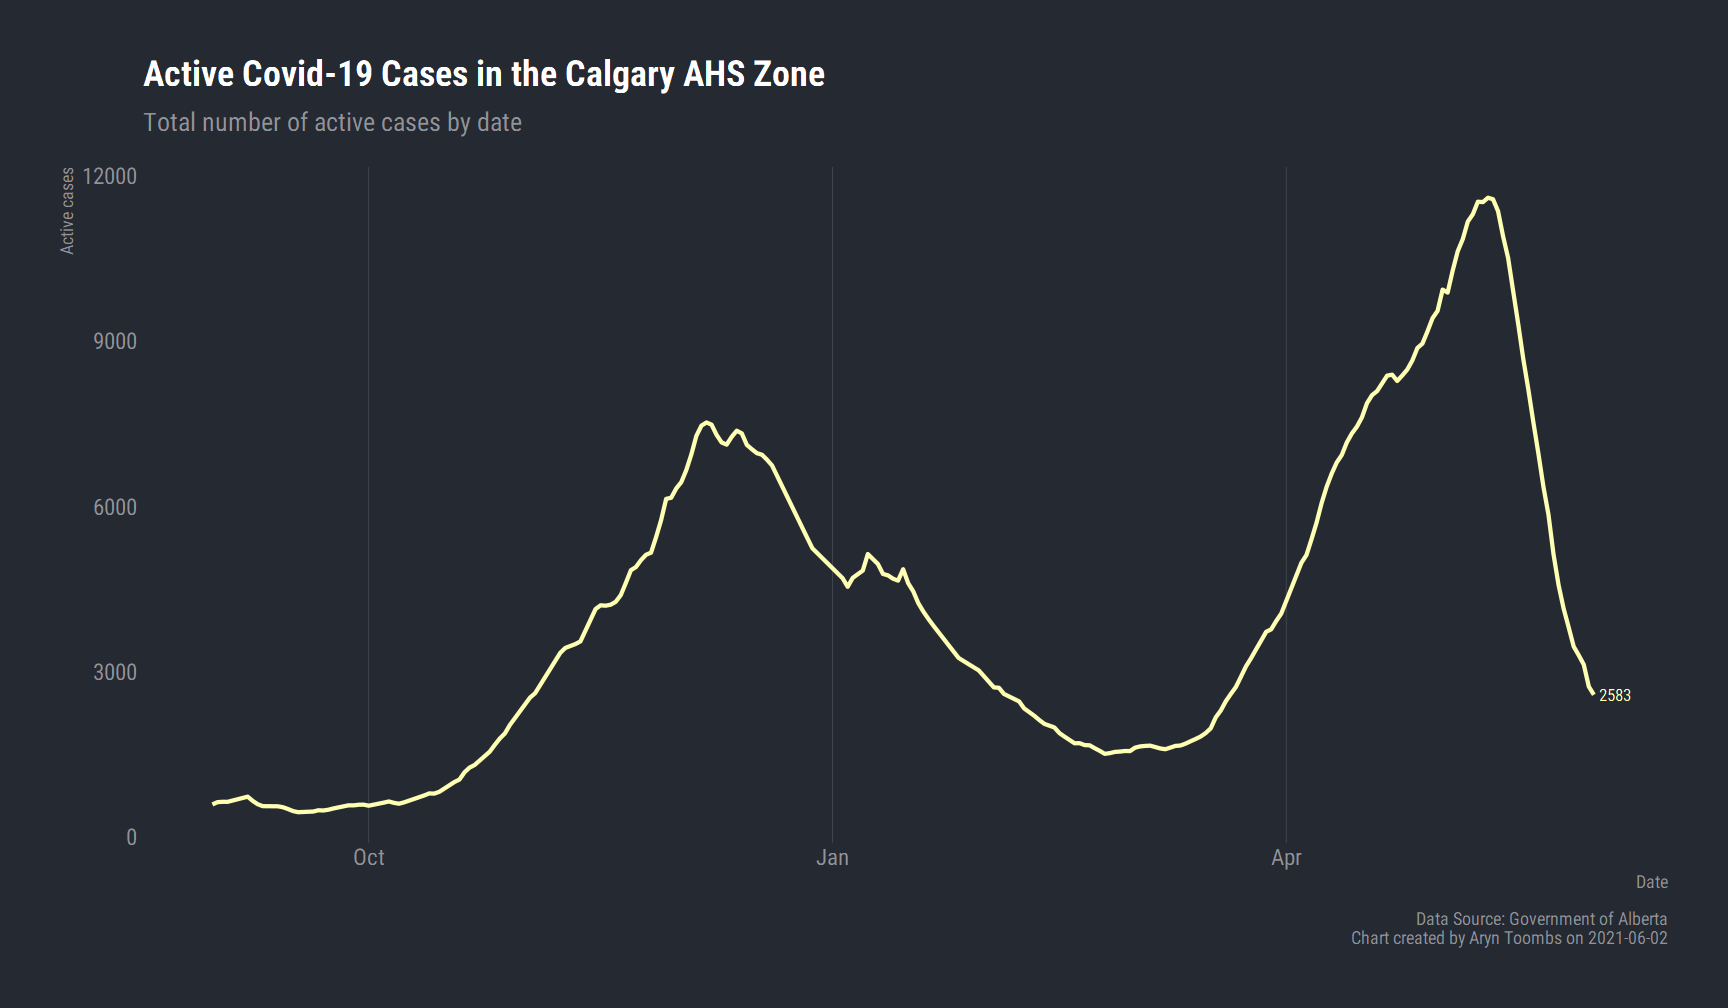 Active Covid-19 Cases in the Calgary AHS Zone
Total number of active cases by date
Active cases
12000
9000
6000
3000
0
2583
Oct
Jan
Apr
Date
Data Source: Government of Alberta
Chart created by Aryn Toombs on 2021-06-02